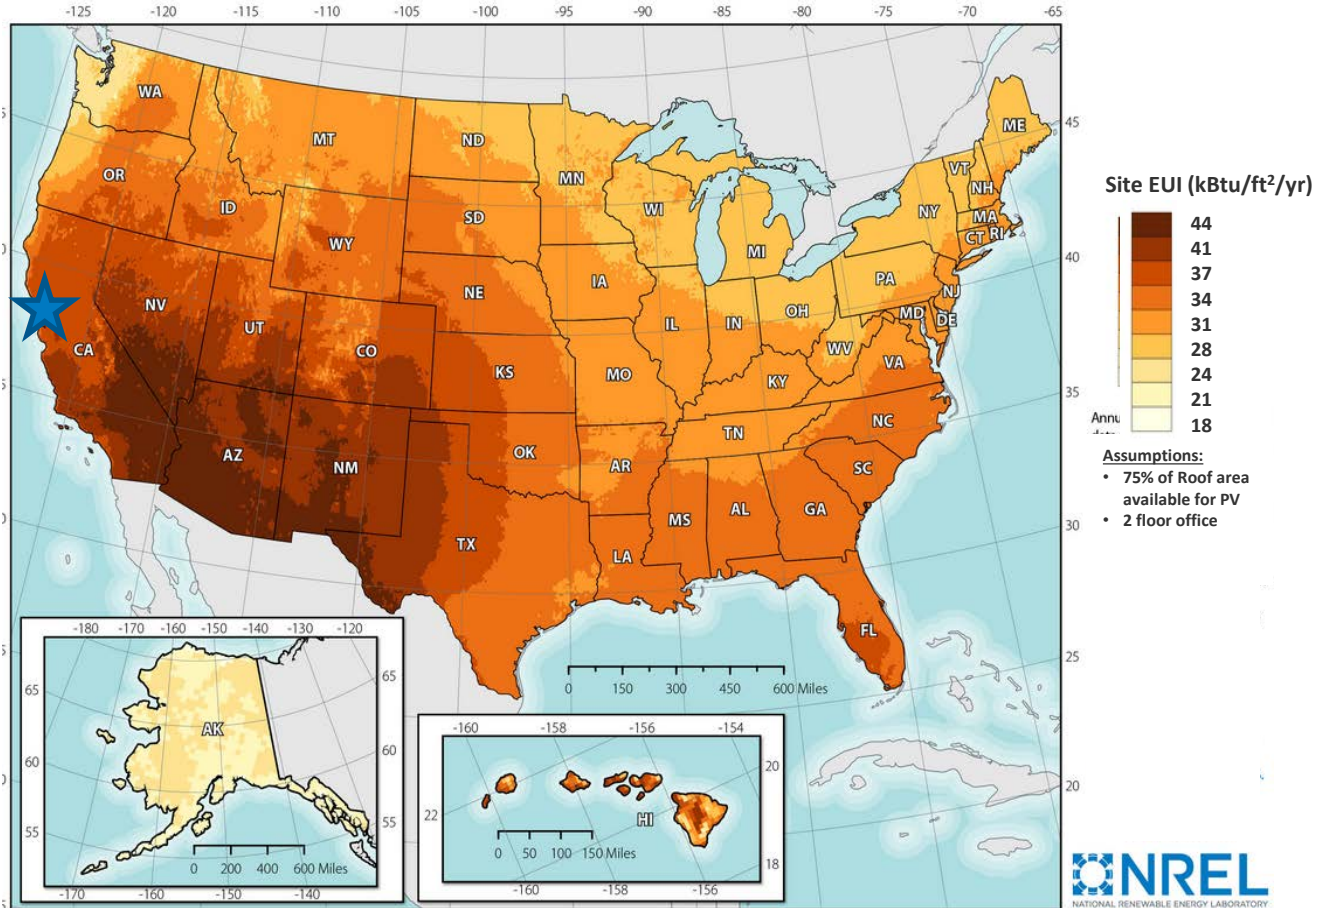 -125 -120 -115 -110 -105 -100 -95 -90 -85 -80 -75 -70 -65
WA
MT
ND
MN
ME
45
VT
NH
OR
ID
SD
WI
NY
MA
WY
MI
CT RI
40
NE
IA
PA
NJ
NV
IL
IN
OH
MD
DE
UT
CA
CO
WV
VA
KS
MO
KY
35
NC
TN
AZ
NM
OK
AR
SC
MS
AL
GA
30
TX
LA
FL
25
0 150 300 450 600 Miles
20
-180 -170 -160 -150 -140 -130 -120
65
65
AK
60
60
55
55
0 200 400 600 Miles
-170 -160 -150 -140
-160 -158 -156 -154
20
22
HI
0 50 100 150 Miles
18
-160 -158 -156
Site EUI (kBtu/ft²/yr)
44
41
37
34
31
28
24
21
18
Annu
Assumptions:
• 75% of Roof area
available for PV
• 2 floor office
NREL
NATIONAL RENEWABLE ENERGY LABORATORY